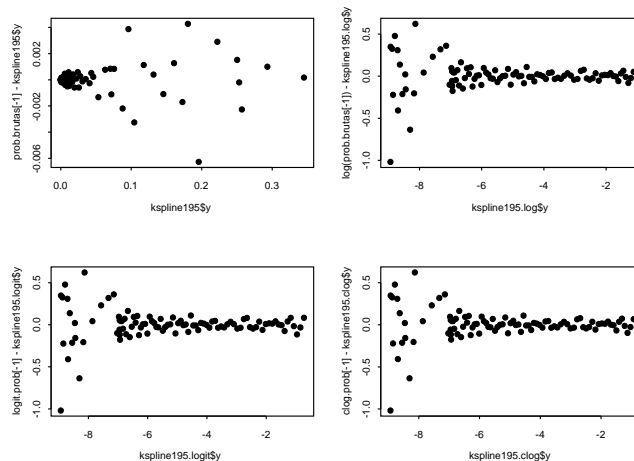 prob.brutas[-1] - kspline195$y
0.002
-0.002
-0.006
0.0 0.1 0.2 0.3
kspline195$y
log(prob.brutas[-1]) - kspline195.log$y
0.5
0.0
-0.5
-1.0
-8 -6 -4 -2
kspline195.log$y
logit.prob[-1] - kspline195.logit$y
0.5
0.0
-0.5
-1.0
-8 -6 -4 -2
kspline195.logit$y
clog.prob[-1] - kspline195.clog$y
0.5
0.0
-0.5
-1.0
-8 -6 -4 -2
kspline195.clog$y